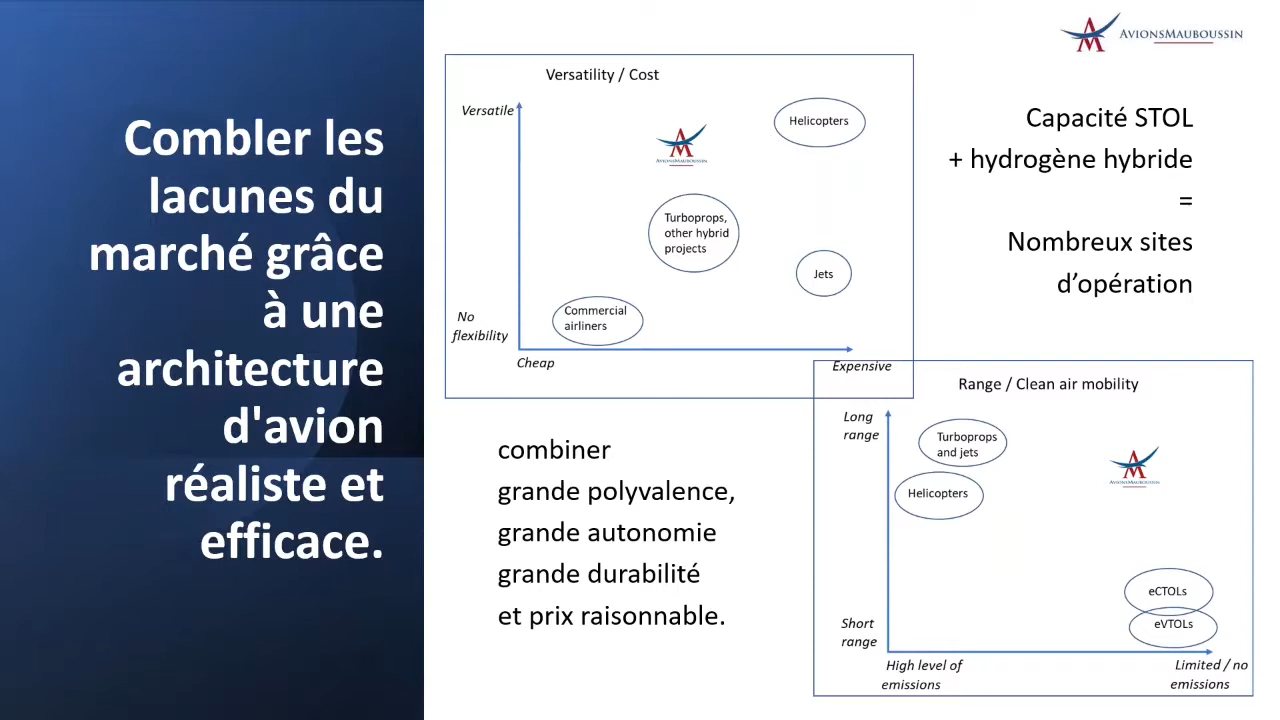 Combler les
lacunes du
marché grâce
à une
architecture
d'avion
réaliste et
efficace.
AVIONSMAUBOUSSIN
Versatility / Cost
Versatile
Helicopters
AVIONSMAUBOUSSIN
Turboprops,
other hybrid
projects
Jets
Commercial
airliners
No
flexibility
Cheap
Expensive
Capacité STOL
+ hydrogène hybride
=
Nombreux sites
d’opération
combiner
grande polyvalence,
grande autonomie
grande durabilité
et prix raisonnable.
Range / Clean air mobility
Long
range
Turboprops
and jets
Helicopters
AVIONSMAUBOUSSIN
eCTOLs
eVTOLs
Short
range
High level of
emissions
Limited / no
emissions